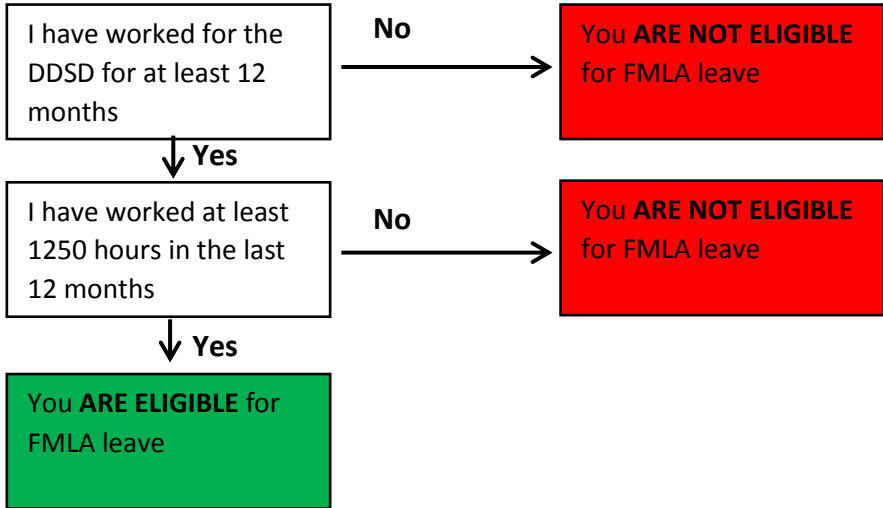 I have worked for the
DDSD for at least 12
months
No
You ARE NOT ELIGIBLE
for FMLA leave
Yes
I have worked at least
1250 hours in the last
12 months
No
You ARE NOT ELIGIBLE
for FMLA leave
Yes
You ARE ELIGIBLE for
FMLA leave